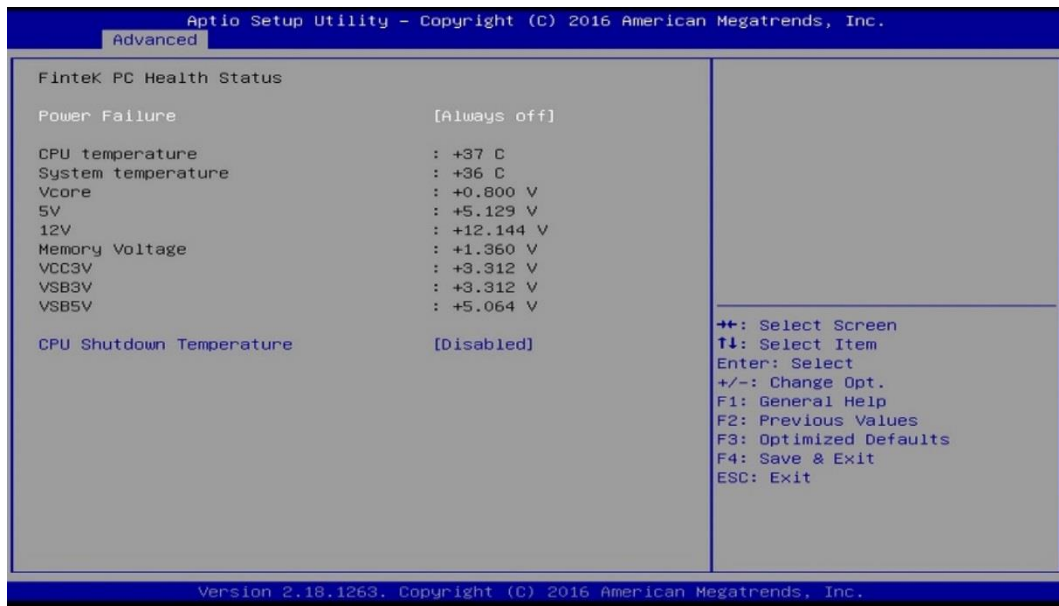 Aptio Setup Utility – Copyright (C) 2016 American Megatrends, Inc.
Advanced
FinteK PC Health Status
Power Failure [Always off]
CPU temperature : +37 C
System temperature : +36 C
Vcore : +0.800 V
5V : +5.129 V
12V : +12.144 V
Memory Voltage : +1.360 V
VCC3V : +3.312 V
VSB3V : +3.312 V
VSB5V : +5.064 V
CPU Shutdown Temperature [Disabled]
→←: Select Screen
↑↓: Select Item
Enter: Select
+/-: Change Opt.
F1: General Help
F2: Previous Values
F3: Optimized Defaults
F4: Save & Exit
ESC: Exit
Version 2.18.1263. Copyright (C) 2016 American Megatrends, Inc.